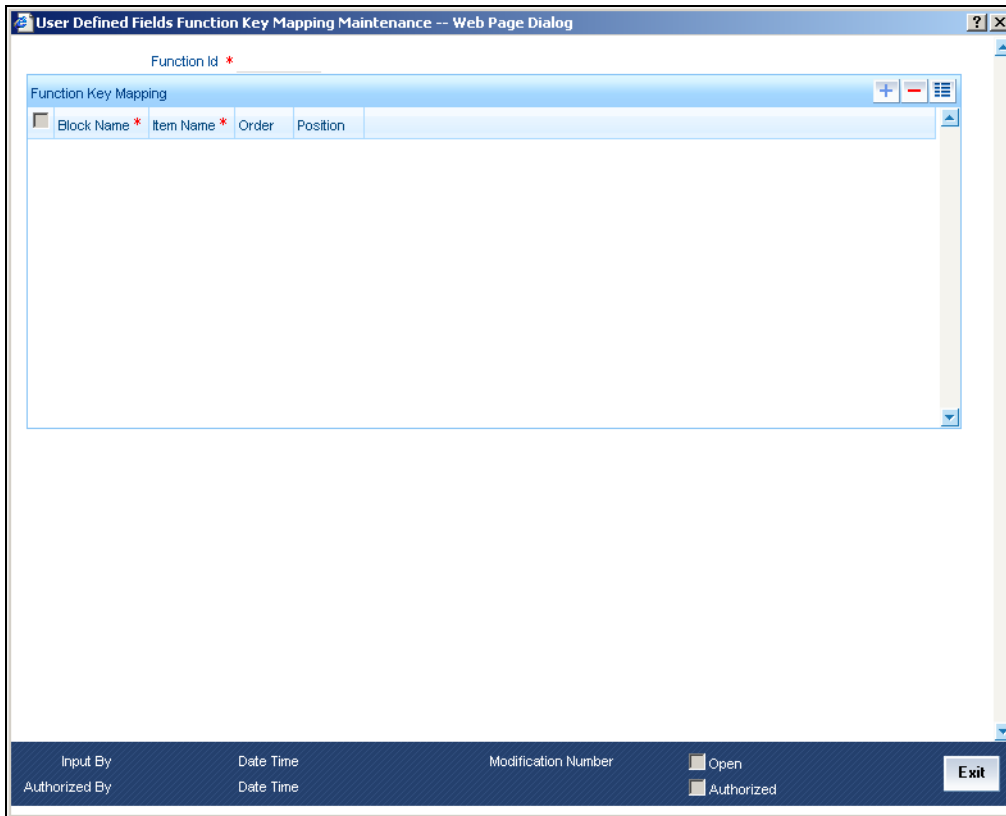 User Defined Fields Function Key Mapping Maintenance -- Web Page Dialog ? X
Function Id *
Function Key Mapping
Block Name * Item Name * Order Position
Input By Date Time Modification Number Open
Authorized By Date Time Authorized
Exit